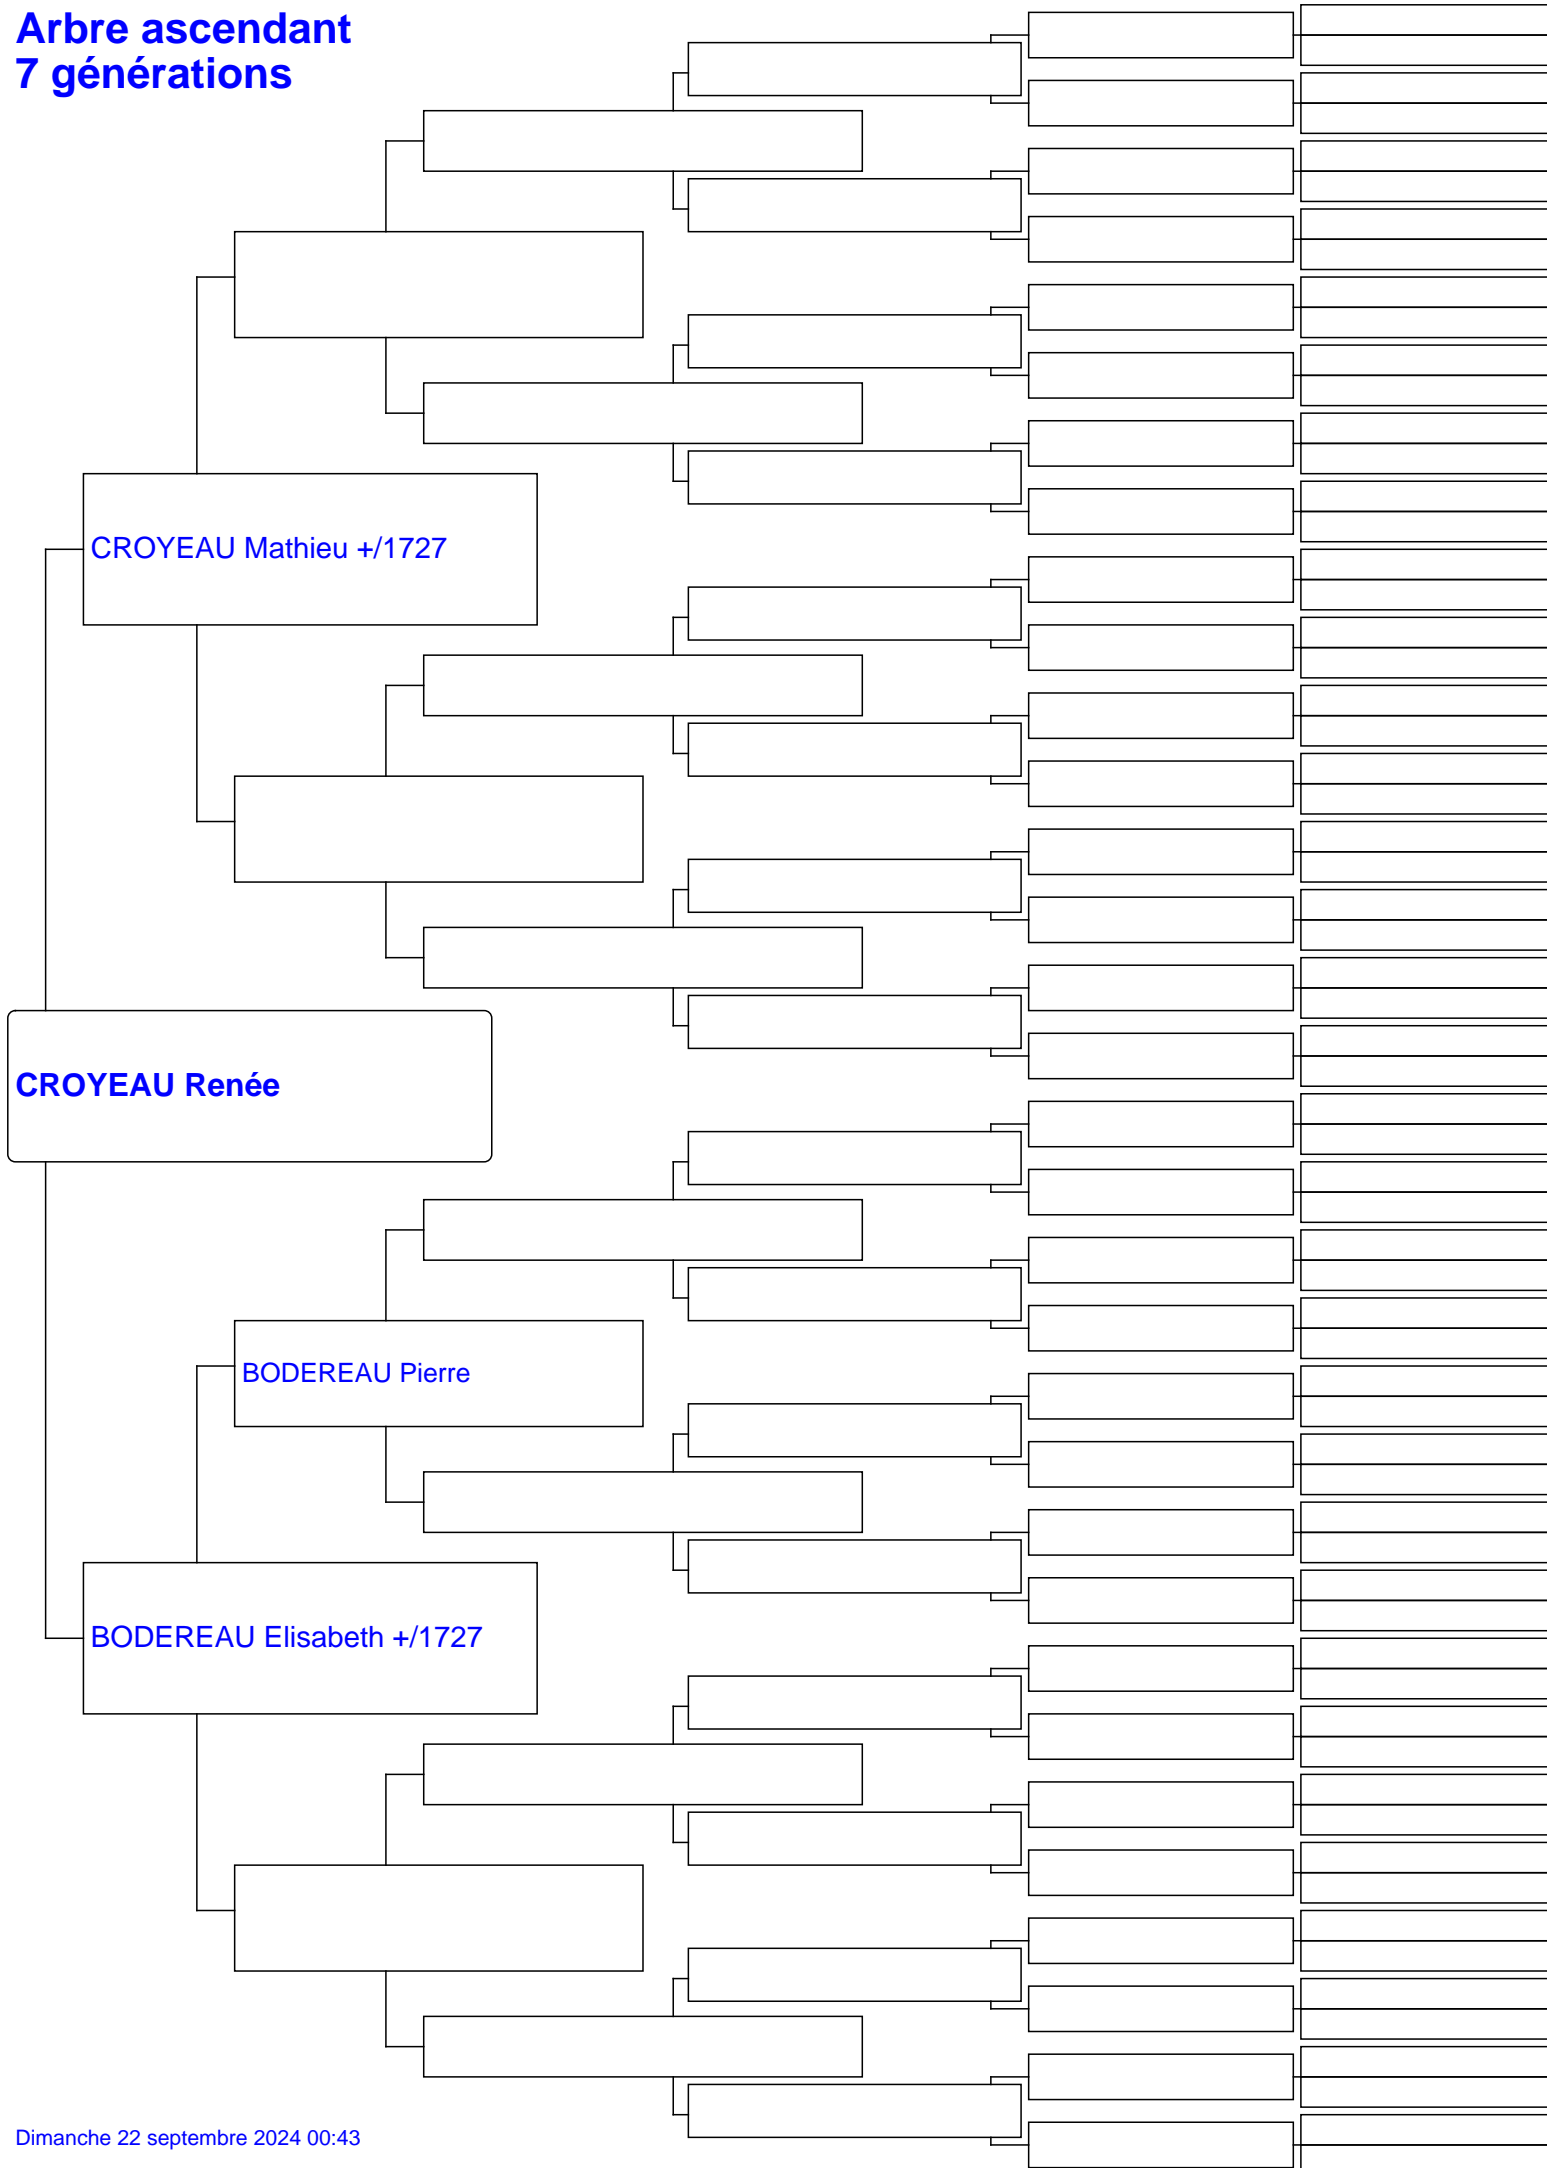 Arbre ascendant
7 générations
CROYEAU Mathieu +/1727
CROYEAU Renée
BODEREAU Pierre
BODEREAU Elisabeth +/1727
Dimanche 22 septembre 2024 00:43